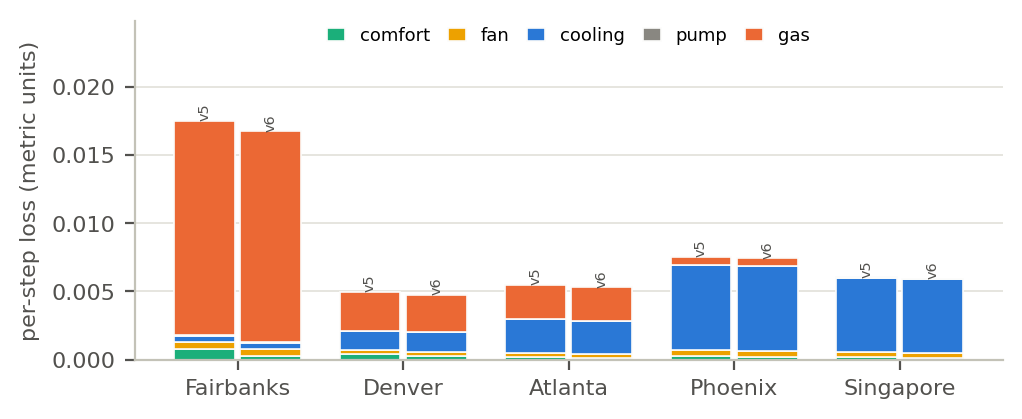 comfort fan cooling pump gas
per-step loss (metric units)
0.020
0.015
0.010
0.005
0.000
v5 v6 v5 v6 v5 v6 v5 v6 v5 v6
Fairbanks Denver Atlanta Phoenix Singapore